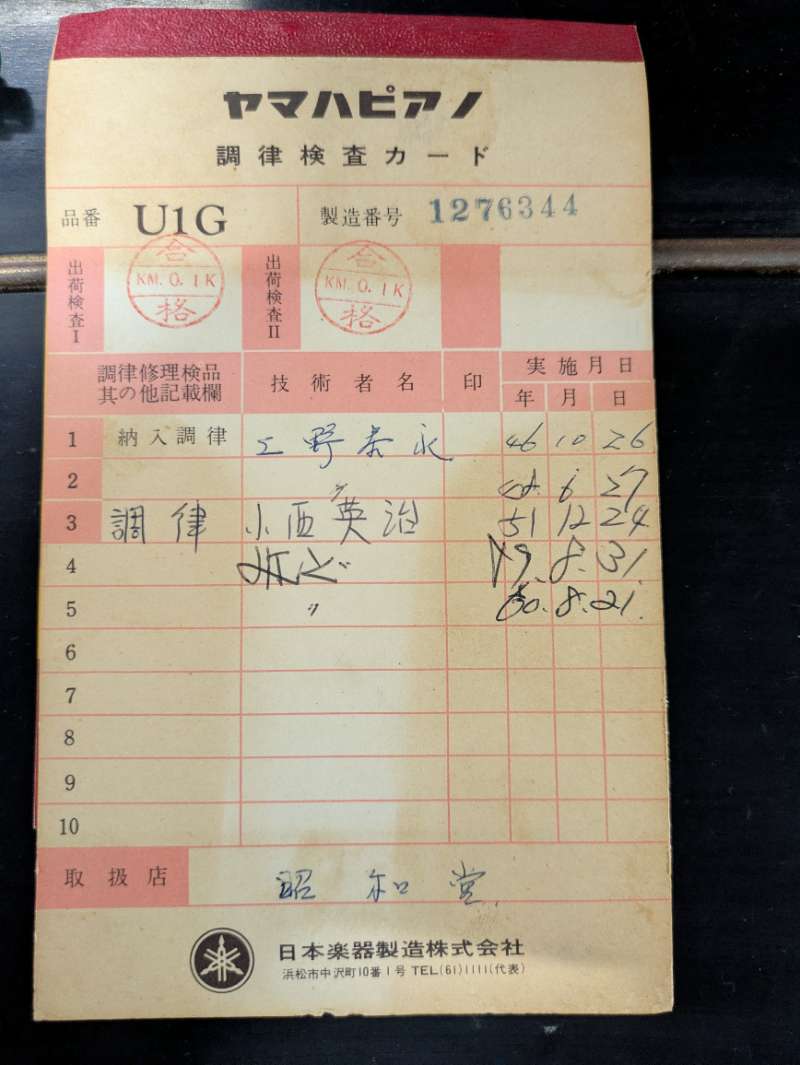 ヤマハピアノ
調律検査カード
品番 U1G 製造番号 1276344
出荷検査Ⅰ 合格 KM. O. 1K 出荷検査Ⅱ 合格 KM. O. 1K
調律修理検品其の他記載欄 技術者名 印 実施月日
年 月 日
1 納入調律 野 永 46 10 26
2 〃 6 27
3 調律 小西英治 51 12 24
4 8. 31.
5 〃 8. 21.
6
7
8
9
10
取扱店 昭和堂
日本楽器製造株式会社
浜松市中沢町10番1号 TEL(61)1111(代表)